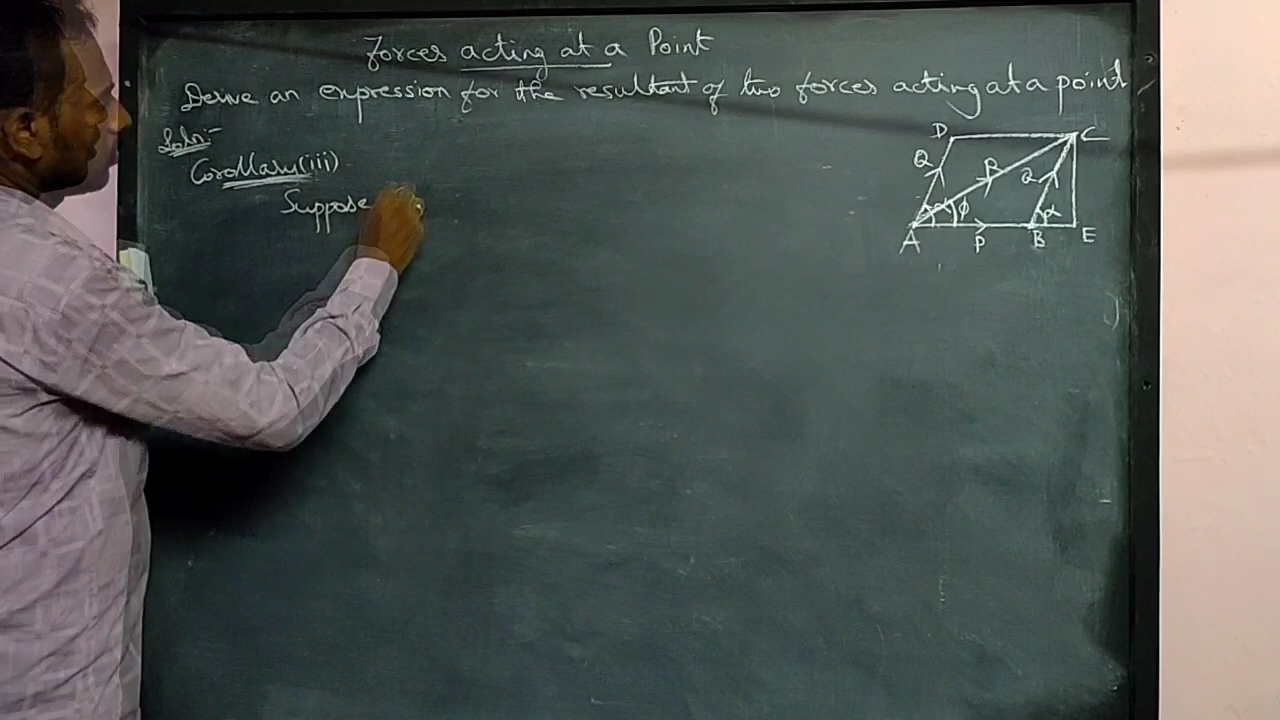 Forces acting at a Point
Derive an expression for the resultant of two forces acting at a point
Soln:-
Corollary (iii)
Suppose
D C
Q R Q
α φ α
A P B E